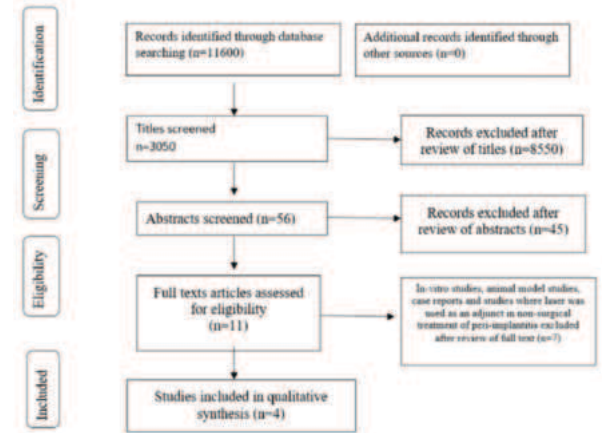 Identification
Records identified through database
searching (n=11600)
Additional records identified through
other sources (n=0)
Screening
Titles screened
n=3050
Records excluded after
review of titles (n=8550)
Abstracts screened (n=56)
Records excluded after
review of abstracts (n=45)
Eligibility
Full texts articles assessed
for eligibility
(n=11)
In-vitro studies, animal model studies,
case reports and studies where laser was
used as an adjunct in non-surgical
treatment of peri-implantitis excluded
after review of full text (n=7)
Included
Studies included in qualitative
synthesis (n=4)